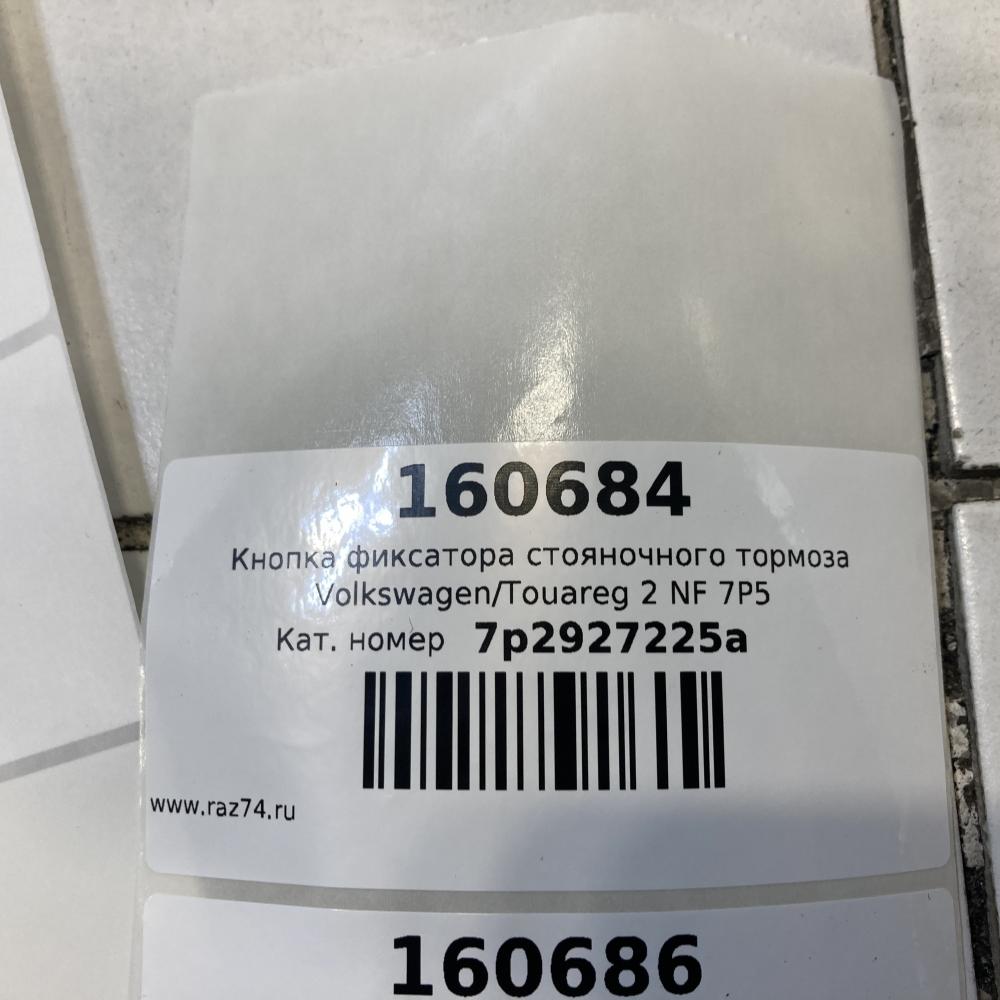 160684
Кнопка фиксатора стояночного тормоза
Volkswagen/Touareg 2 NF 7P5
Кат. номер 7p2927225a
www.raz74.ru
160686